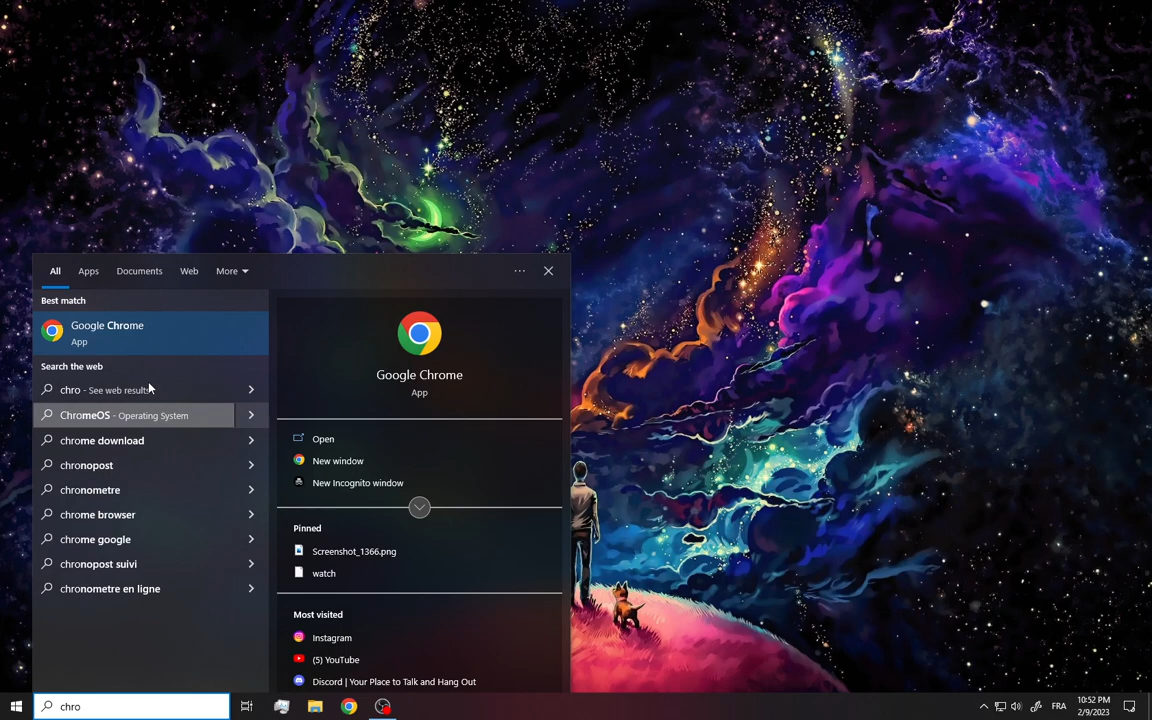 All Apps Documents Web More
Best match
Google Chrome
App
Search the web
chro - See web results
ChromeOS - Operating System
chrome download
chronopost
chronometre
chrome browser
chrome google
chronopost suivi
chronometre en ligne
Google Chrome
App
Open
New window
New Incognito window
Pinned
Screenshot_1366.png
watch
Most visited
Instagram
(5) YouTube
Discord | Your Place to Talk and Hang Out
chro
FRA
10:52 PM
2/9/2023